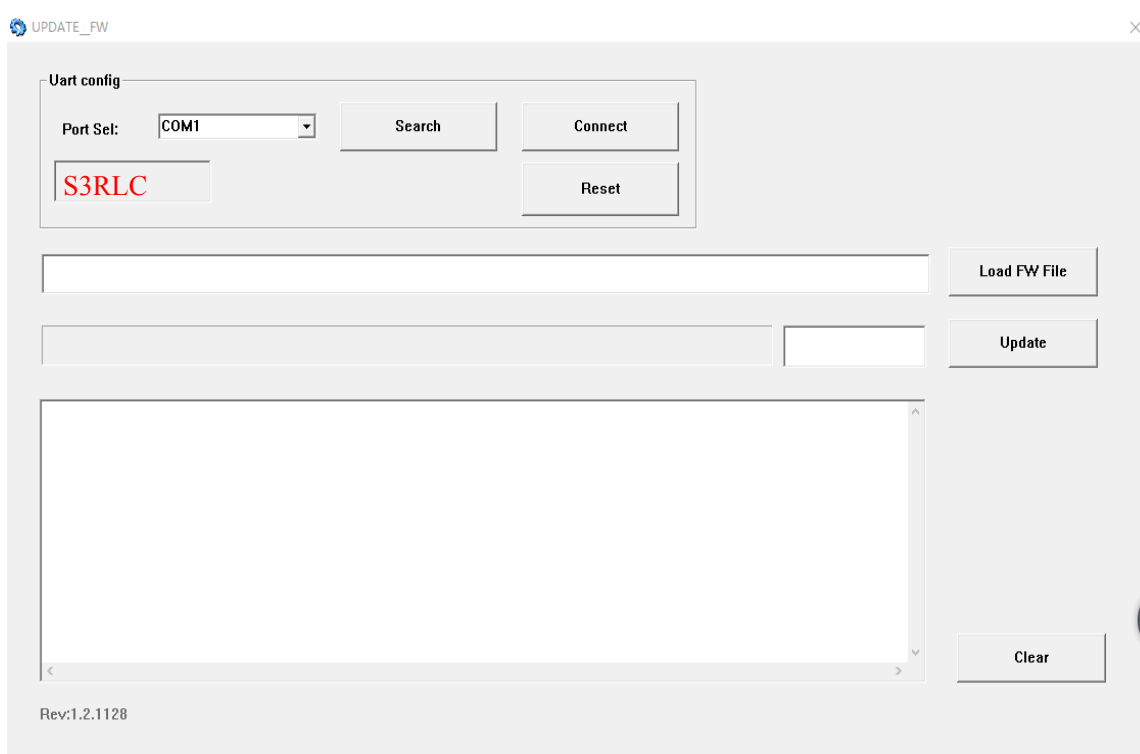 UPDATE_FW
Uart config
Port Sel:
COM1
Search
Connect
S3RLC
Reset
Load FW File
Update
Clear
Rev:1.2.1128